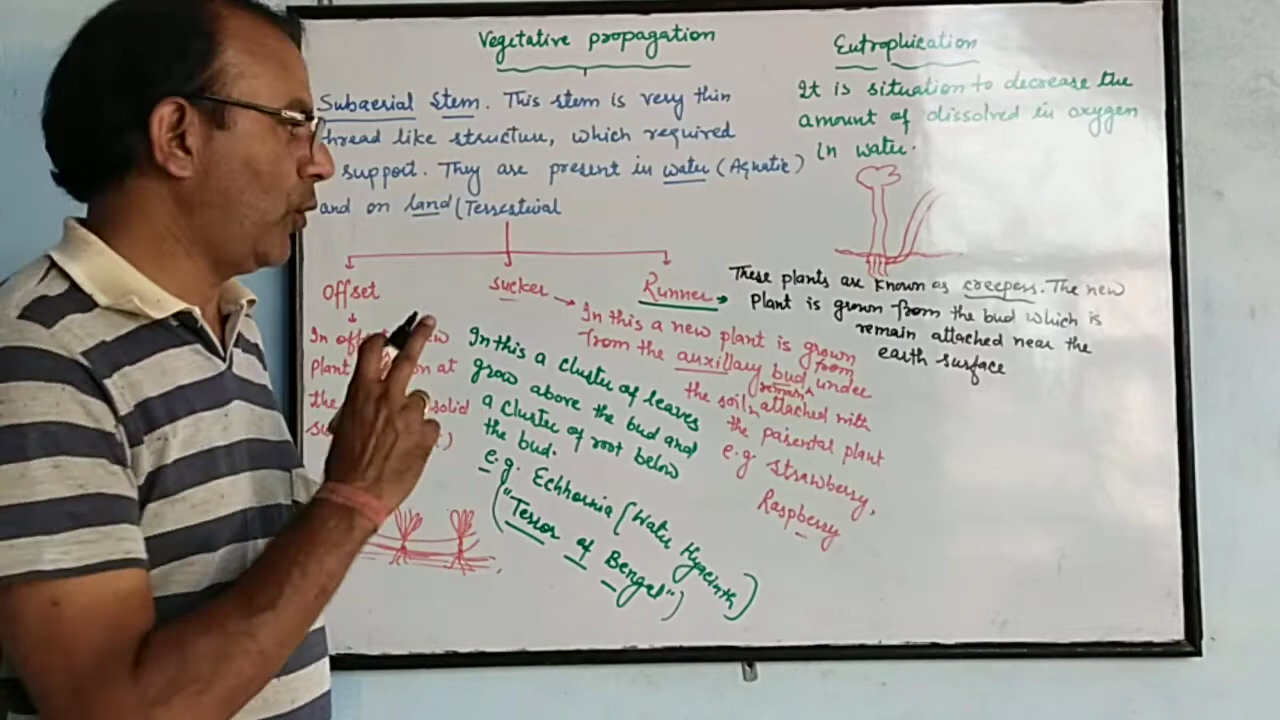 Vegetative propagation
Subaerial Stem. This stem is very thin
thread like structure, which required
support. They are present in water (Aquatic)
and on land (Terrestrial
Offset
In off ew
Plant on at
the solid
In this a cluster of leaves
grow above the bud and
a cluster of root below
the bud.
e.g. Echhornia (Water Hyacinth)
("Terror of Bengal")
Sucker
In this a new plant is grown
from the auxillary bud from
remain under
the soil attached with
the parental plant
e.g Strawberry,
Raspberry
Runner
These plants are known as creepers. The new
plant is grown from the bud which is
remain attached near the
earth surface
Eutrophication
It is situation to decrease the
amount of dissolved in oxygen
in water.